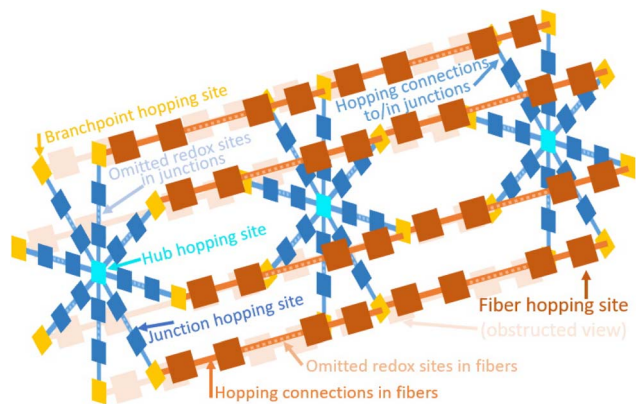 Branchpoint hopping site
Hopping connections
to/in junctions
Omitted redox sites
in junctions
Hub hopping site
Junction hopping site
Fiber hopping site
(obstructed view)
Omitted redox sites in fibers
Hopping connections in fibers